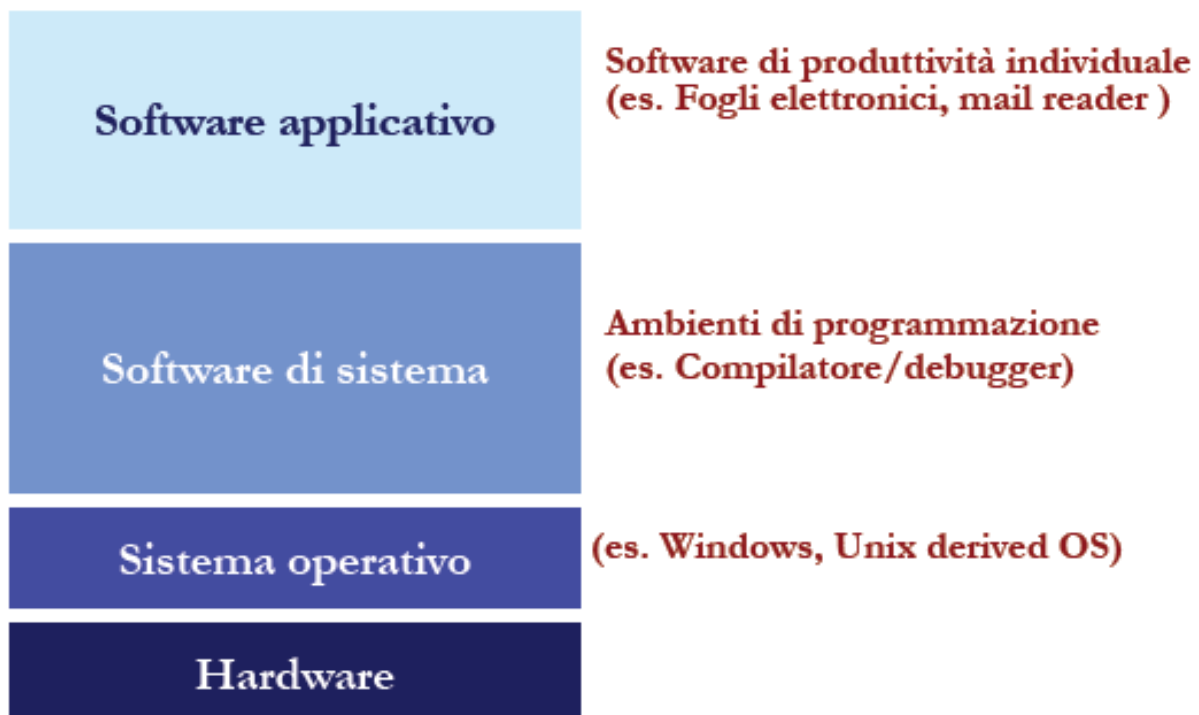 Software applicativo
Software di produttività individuale
(es. Fogli elettronici, mail reader )
Software di sistema
Ambienti di programmazione
(es. Compilatore/debugger)
Sistema operativo
(es. Windows, Unix derived OS)
Hardware